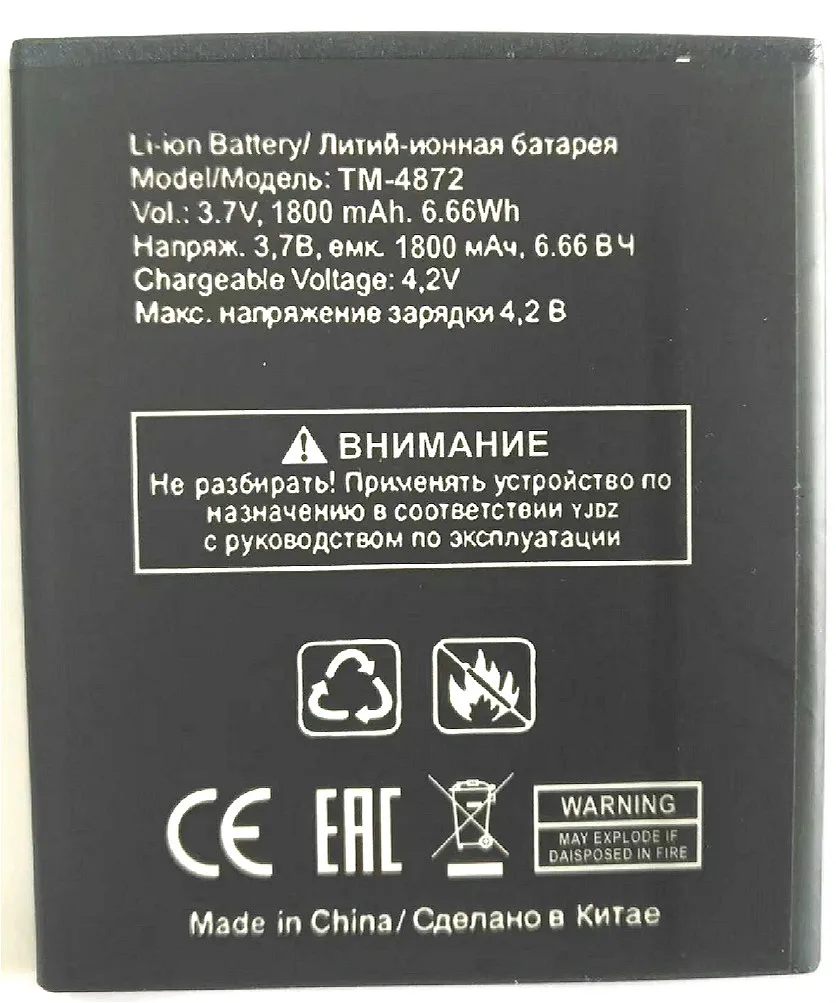 Li-ion Battery/ Литий-ионная батарея
Model/Модель: TM-4872
Vol.: 3.7V, 1800 mAh. 6.66Wh
Напряж. 3,7В, емк. 1800 мАч, 6.66 В Ч
Chargeable Voltage: 4,2V
Макс. напряжение зарядки 4,2 В
ВНИМАНИЕ
Не разбирать! Применять устройство по
назначению в соответствии YJDZ
с руководством по эксплуатации
CE EAC
WARNING
MAY EXPLODE IF
DAISPOSED IN FIRE
Made in China/ Сделано в Китае